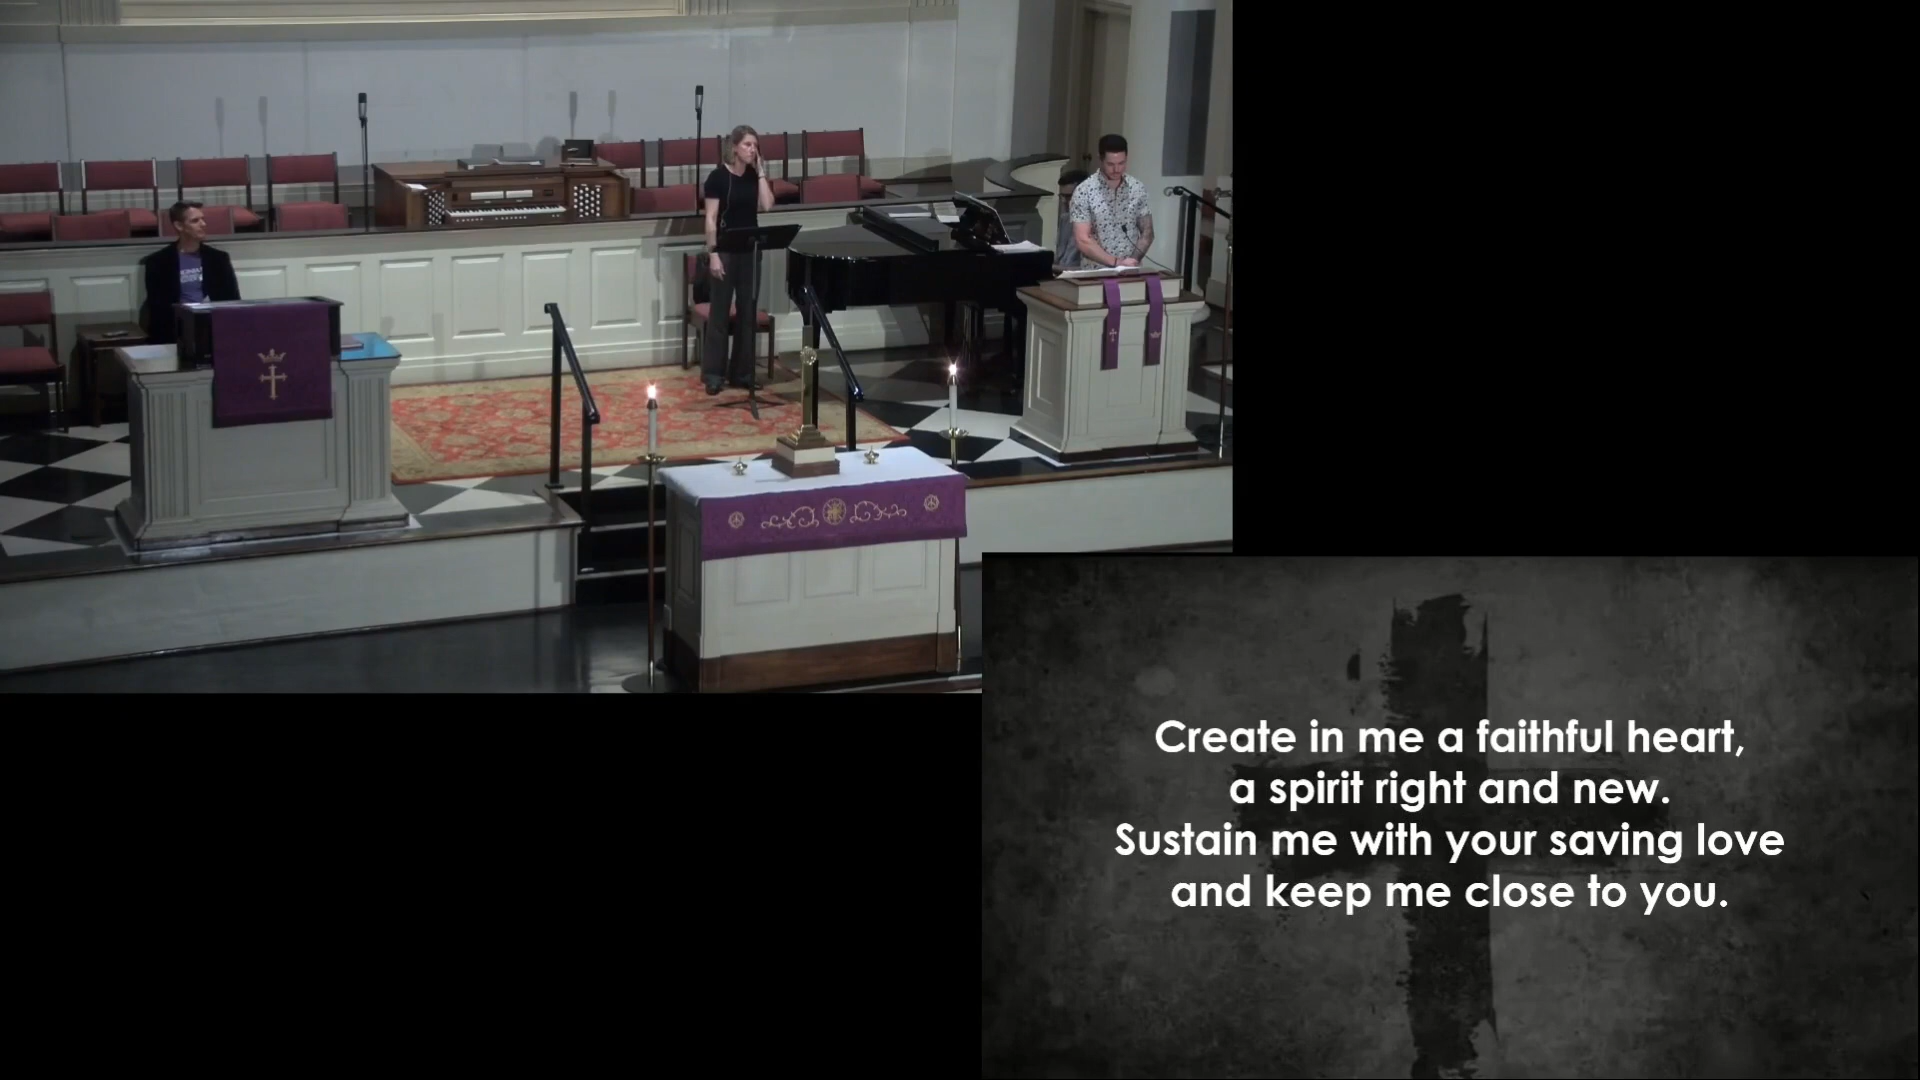 Create in me a faithful heart,
a spirit right and new.
Sustain me with your saving love
and keep me close to you.